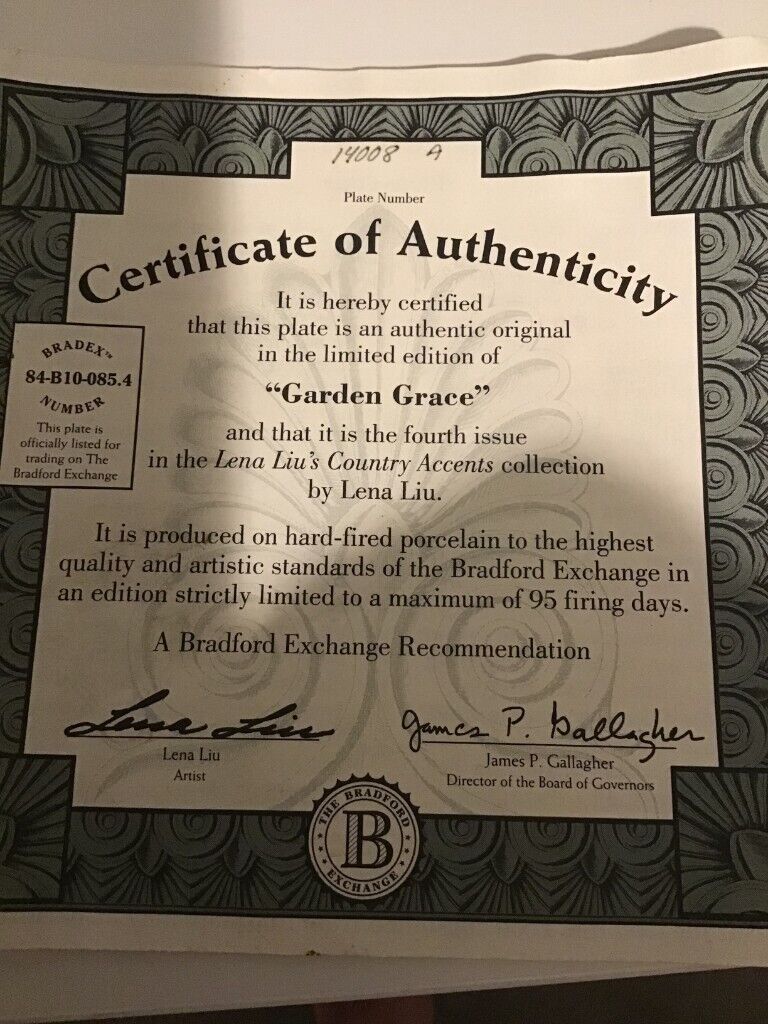 14008 A
Plate Number
Certificate of Authenticity
It is hereby certified
that this plate is an authentic original
in the limited edition of
“Garden Grace”
and that it is the fourth issue
in the Lena Liu's Country Accents collection
by Lena Liu.
BRADEX™
84-B10-085.4
NUMBER
This plate is
officially listed for
trading on The
Bradford Exchange
It is produced on hard-fired porcelain to the highest
quality and artistic standards of the Bradford Exchange in
an edition strictly limited to a maximum of 95 firing days.
A Bradford Exchange Recommendation
Lena Liu
Lena Liu
Artist
James P. Gallagher
James P. Gallagher
Director of the Board of Governors
THE BRADFORD
B
EXCHANGE